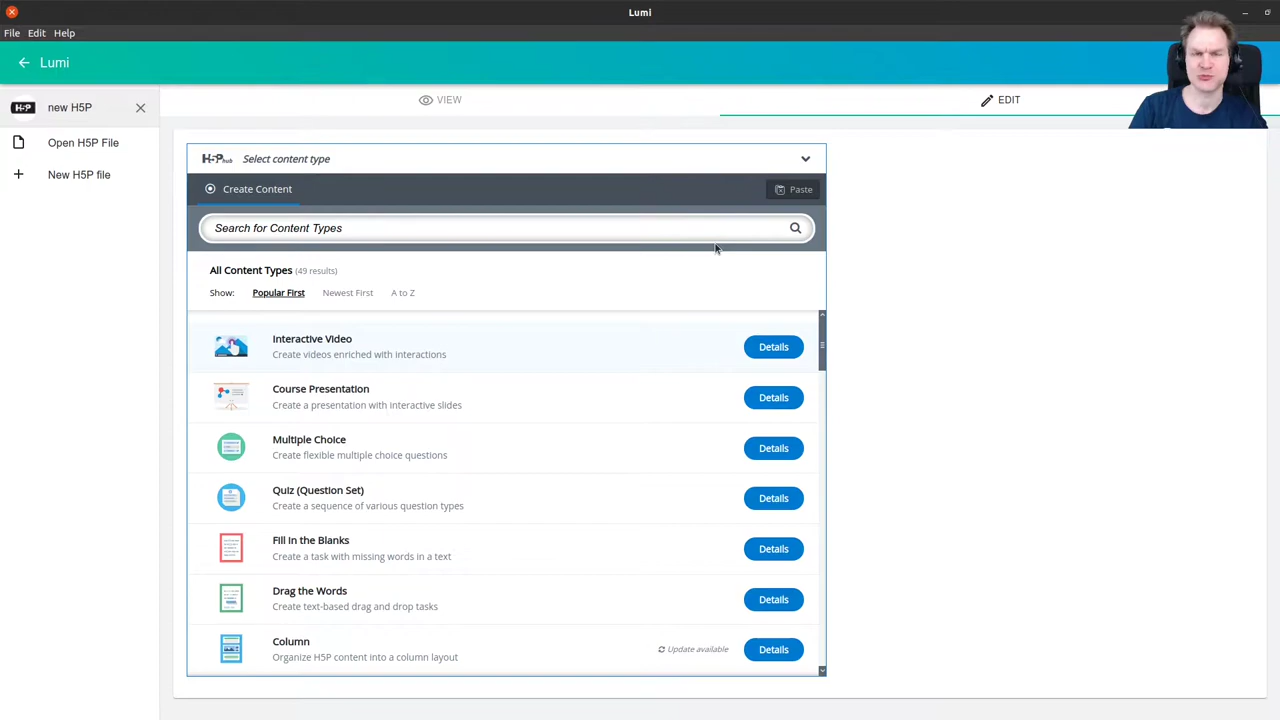 Lumi
File Edit Help
Lumi
H-P new H5P
VIEW
EDIT
Open H5P File
New H5P file
H5P hub Select content type
Create Content
Paste
Search for Content Types
All Content Types (49 results)
Show: Popular First Newest First A to Z
Interactive Video
Create videos enriched with interactions
Details
Course Presentation
Create a presentation with interactive slides
Details
Multiple Choice
Create flexible multiple choice questions
Details
Quiz (Question Set)
Create a sequence of various question types
Details
Fill in the Blanks
Create a task with missing words in a text
Details
Drag the Words
Create text-based drag and drop tasks
Details
Column
Organize H5P content into a column layout
Update available
Details